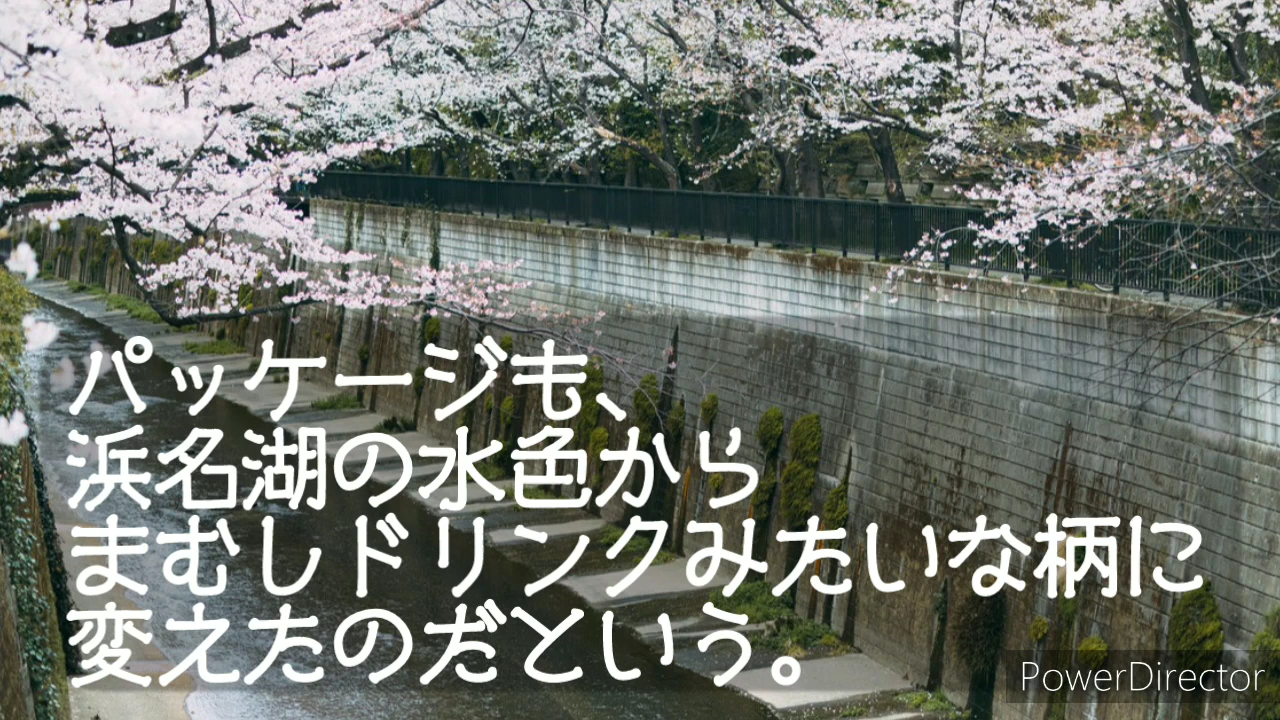 パッケージも、
浜名湖の水色から
まむしドリンクみたいな柄に
変えたのだという。
PowerDirector